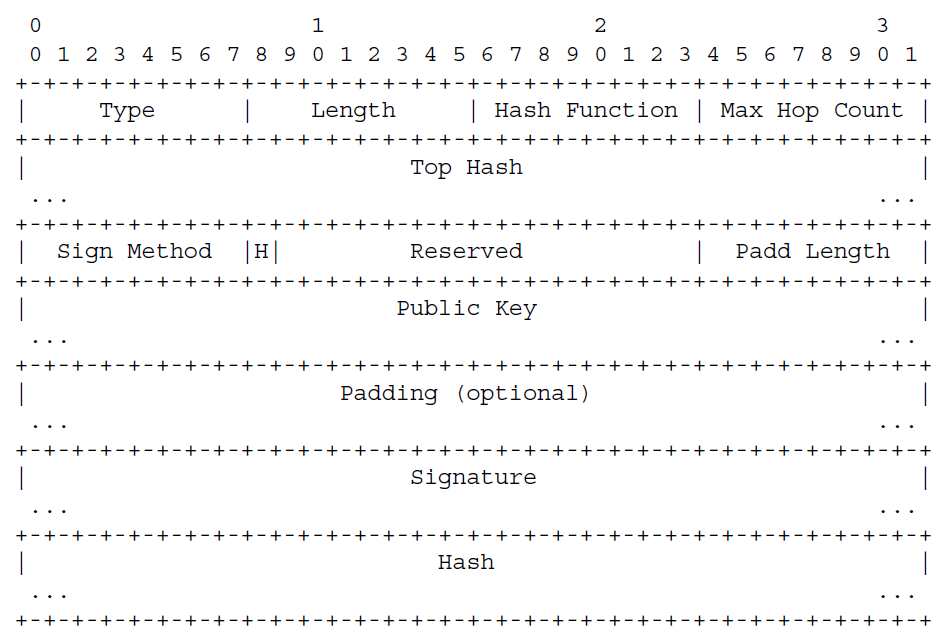 0                   1                   2                   3
 0 1 2 3 4 5 6 7 8 9 0 1 2 3 4 5 6 7 8 9 0 1 2 3 4 5 6 7 8 9 0 1
+-+-+-+-+-+-+-+-+-+-+-+-+-+-+-+-+-+-+-+-+-+-+-+-+-+-+-+-+-+-+-+-+
|     Type      |    Length     | Hash Function | Max Hop Count |
+-+-+-+-+-+-+-+-+-+-+-+-+-+-+-+-+-+-+-+-+-+-+-+-+-+-+-+-+-+-+-+-+
|                           Top Hash                            |
 ...                                                         ...
+-+-+-+-+-+-+-+-+-+-+-+-+-+-+-+-+-+-+-+-+-+-+-+-+-+-+-+-+-+-+-+-+
|  Sign Method  |H|         Reserved            |  Padd Length  |
+-+-+-+-+-+-+-+-+-+-+-+-+-+-+-+-+-+-+-+-+-+-+-+-+-+-+-+-+-+-+-+-+
|                          Public Key                           |
 ...                                                         ...
+-+-+-+-+-+-+-+-+-+-+-+-+-+-+-+-+-+-+-+-+-+-+-+-+-+-+-+-+-+-+-+-+
|                      Padding (optional)                       |
 ...                                                         ...
+-+-+-+-+-+-+-+-+-+-+-+-+-+-+-+-+-+-+-+-+-+-+-+-+-+-+-+-+-+-+-+-+
|                           Signature                           |
 ...                                                         ...
+-+-+-+-+-+-+-+-+-+-+-+-+-+-+-+-+-+-+-+-+-+-+-+-+-+-+-+-+-+-+-+-+
|                             Hash                              |
 ...                                                         ...
+-+-+-+-+-+-+-+-+-+-+-+-+-+-+-+-+-+-+-+-+-+-+-+-+-+-+-+-+-+-+-+-+